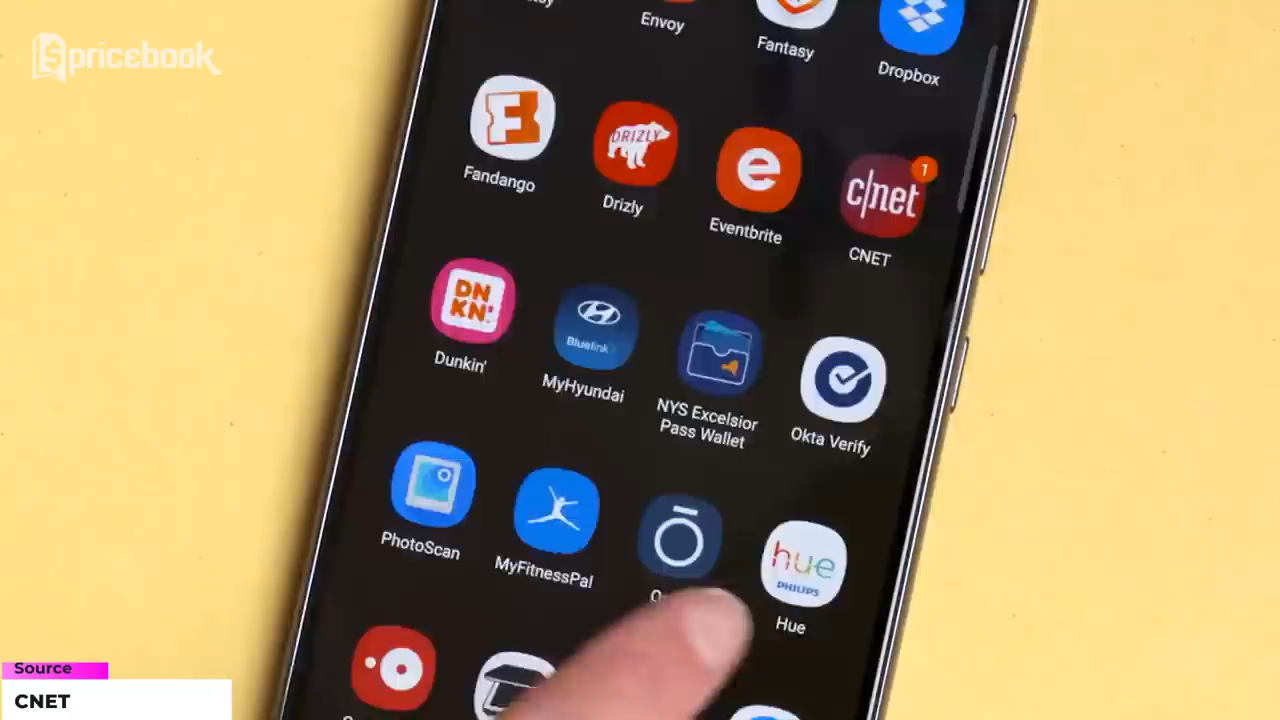 pricebook
Envoy
Fantasy
Dropbox
Fandango
DRIZLY
Drizly
e
Eventbrite
c|net
1
CNET
DN
KN'
Dunkin'
Bluelink
MyHyundai
NYS Excelsior
Pass Wallet
Okta Verify
PhotoScan
MyFitnessPal
hue
PHILIPS
Hue
Source
CNET